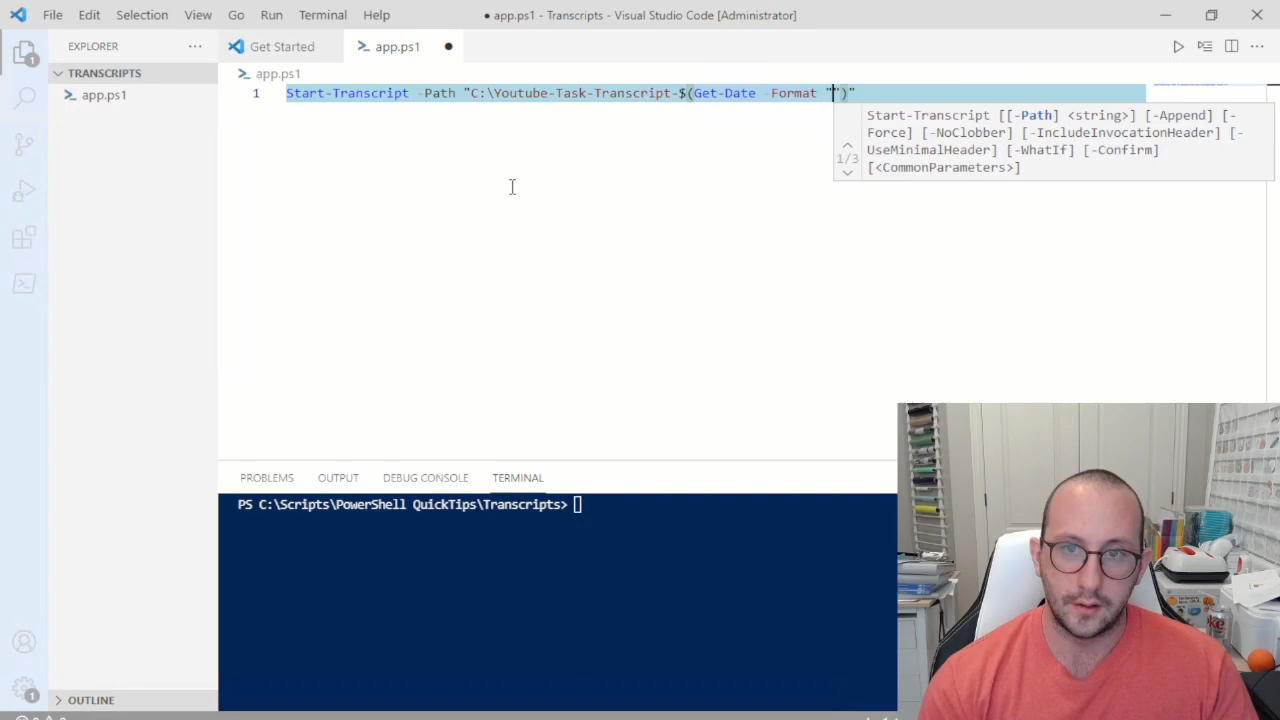 File Edit Selection View Go Run Terminal Help ● app.ps1 - Transcripts - Visual Studio Code [Administrator]
EXPLORER ··· Get Started app.ps1 ● ···
TRANSCRIPTS
app.ps1
app.ps1
1 Start-Transcript -Path "C:\Youtube-Task-Transcript-$(Get-Date -Format "")"
Start-Transcript [[-Path] <string>] [-Append] [-
Force] [-NoClobber] [-IncludeInvocationHeader] [-
1/3
UseMinimalHeader] [-WhatIf] [-Confirm]
[<CommonParameters>]
1
PROBLEMS OUTPUT DEBUG CONSOLE TERMINAL
PS C:\Scripts\PowerShell QuickTips\Transcripts>
1
OUTLINE